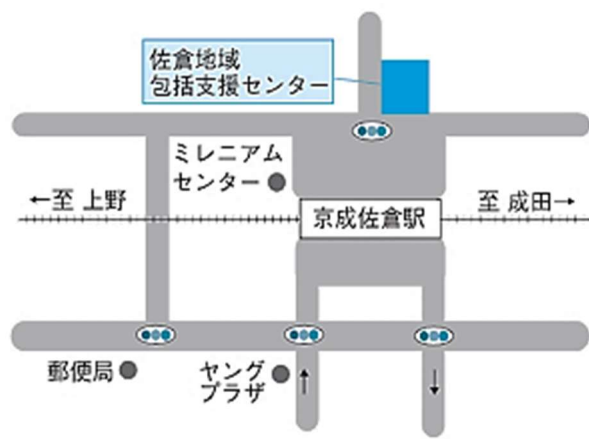 佐倉地域
包括支援センター
ミレニアム
センター
←至 上野
京成佐倉駅
至 成田→
郵便局
ヤング
プラザ